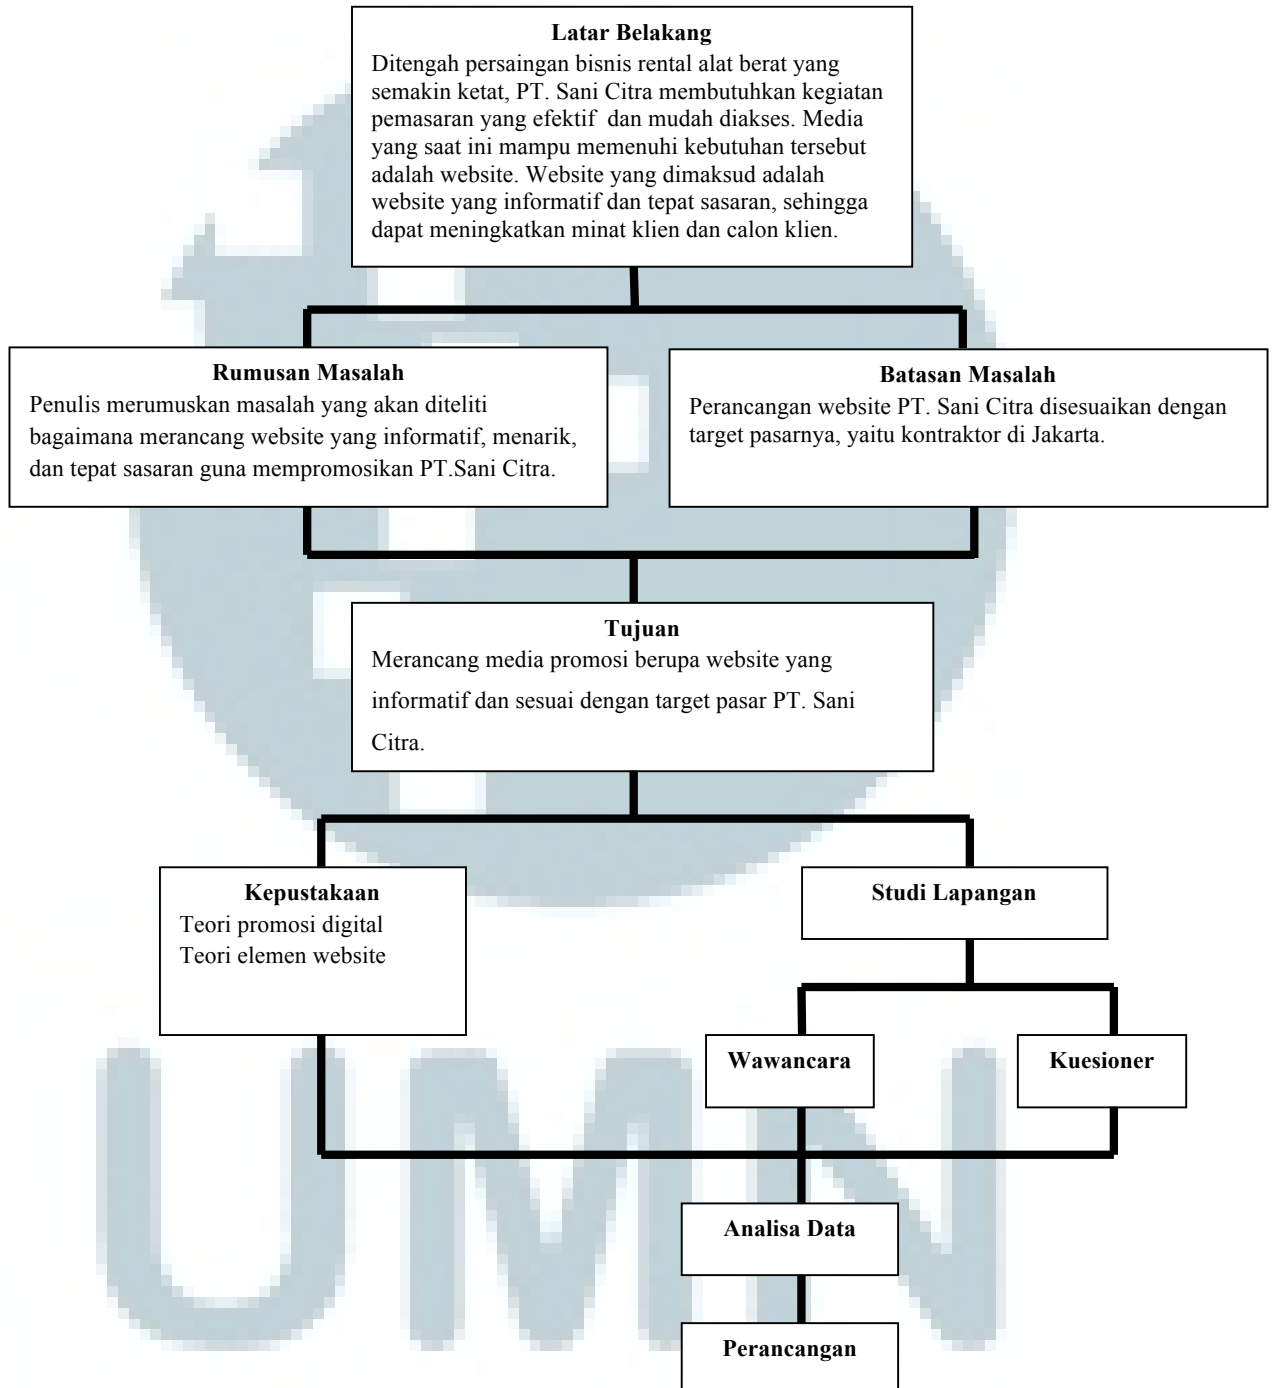 Latar Belakang
Ditengah persaingan bisnis rental alat berat yang
semakin ketat, PT. Sani Citra membutuhkan kegiatan
pemasaran yang efektif  dan mudah diakses. Media
yang saat ini mampu memenuhi kebutuhan tersebut
adalah website. Website yang dimaksud adalah
website yang informatif dan tepat sasaran, sehingga
dapat meningkatkan minat klien dan calon klien.
Rumusan Masalah
Penulis merumuskan masalah yang akan diteliti
bagaimana merancang website yang informatif, menarik,
dan tepat sasaran guna mempromosikan PT.Sani Citra.
Batasan Masalah
Perancangan website PT. Sani Citra disesuaikan dengan
target pasarnya, yaitu kontraktor di Jakarta.
Tujuan
Merancang media promosi berupa website yang
informatif dan sesuai dengan target pasar PT. Sani
Citra.
Kepustakaan
Teori promosi digital
Teori elemen website
Studi Lapangan
Wawancara
Kuesioner
Analisa Data
Perancangan
UMN